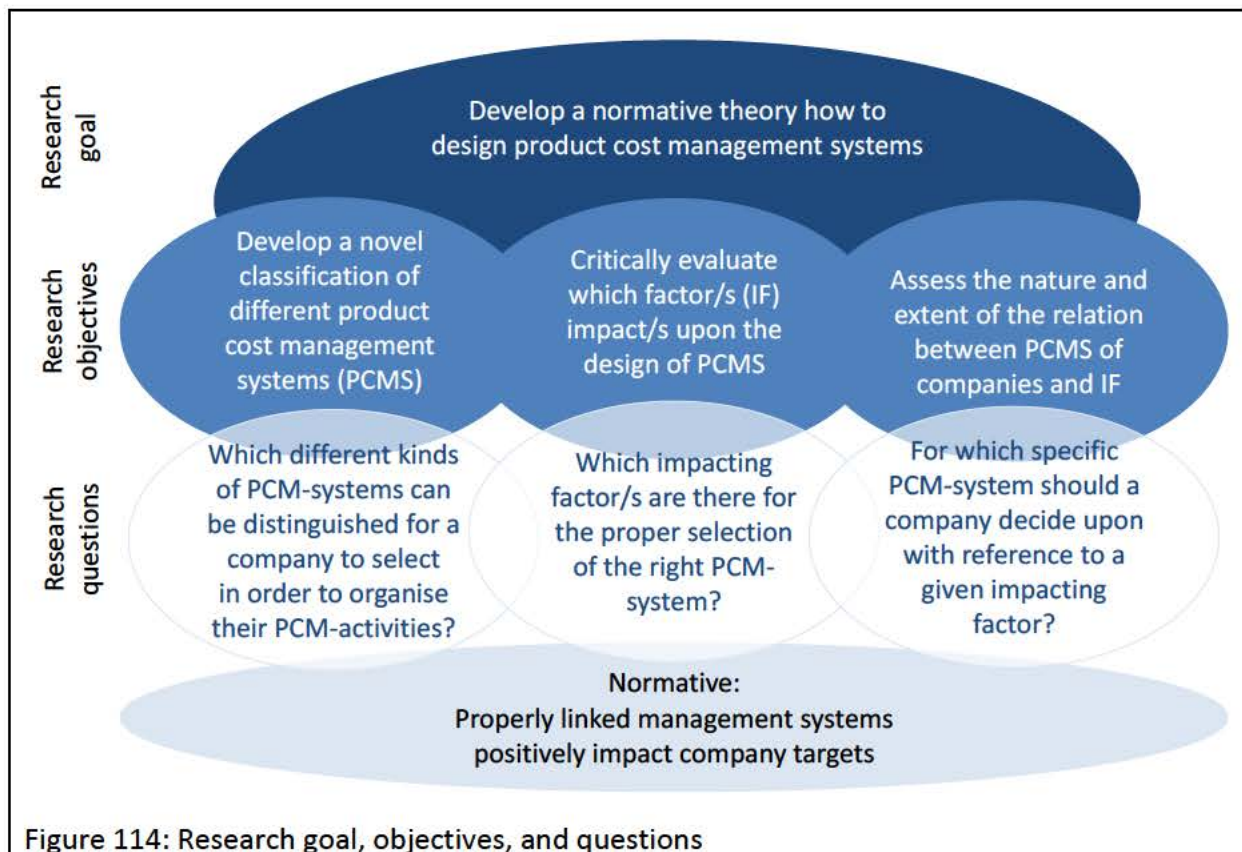 Research
goal
Develop a normative theory how to
design product cost management systems
Research
objectives
Develop a novel
classification of
different product
cost management
systems (PCMS)
Critically evaluate
which factor/s (IF)
impact/s upon the
design of PCMS
Assess the nature and
extent of the relation
between PCMS of
companies and IF
Research
questions
Which different kinds
of PCM-systems can
be distinguished for a
company to select
in order to organise
their PCM-activities?
Which impacting
factor/s are there for
the proper selection
of the right PCM-
system?
For which specific
PCM-system should a
company decide upon
with reference to a
given impacting
factor?
Normative:
Properly linked management systems
positively impact company targets
Figure 114: Research goal, objectives, and questions